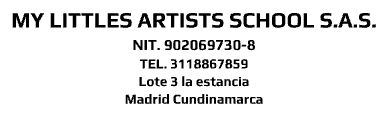 MY LITTLES ARTISTS SCHOOL S.A.S.
NIT. 902069730-8
TEL. 3118867859
Lote 3 la estancia
Madrid Cundinamarca